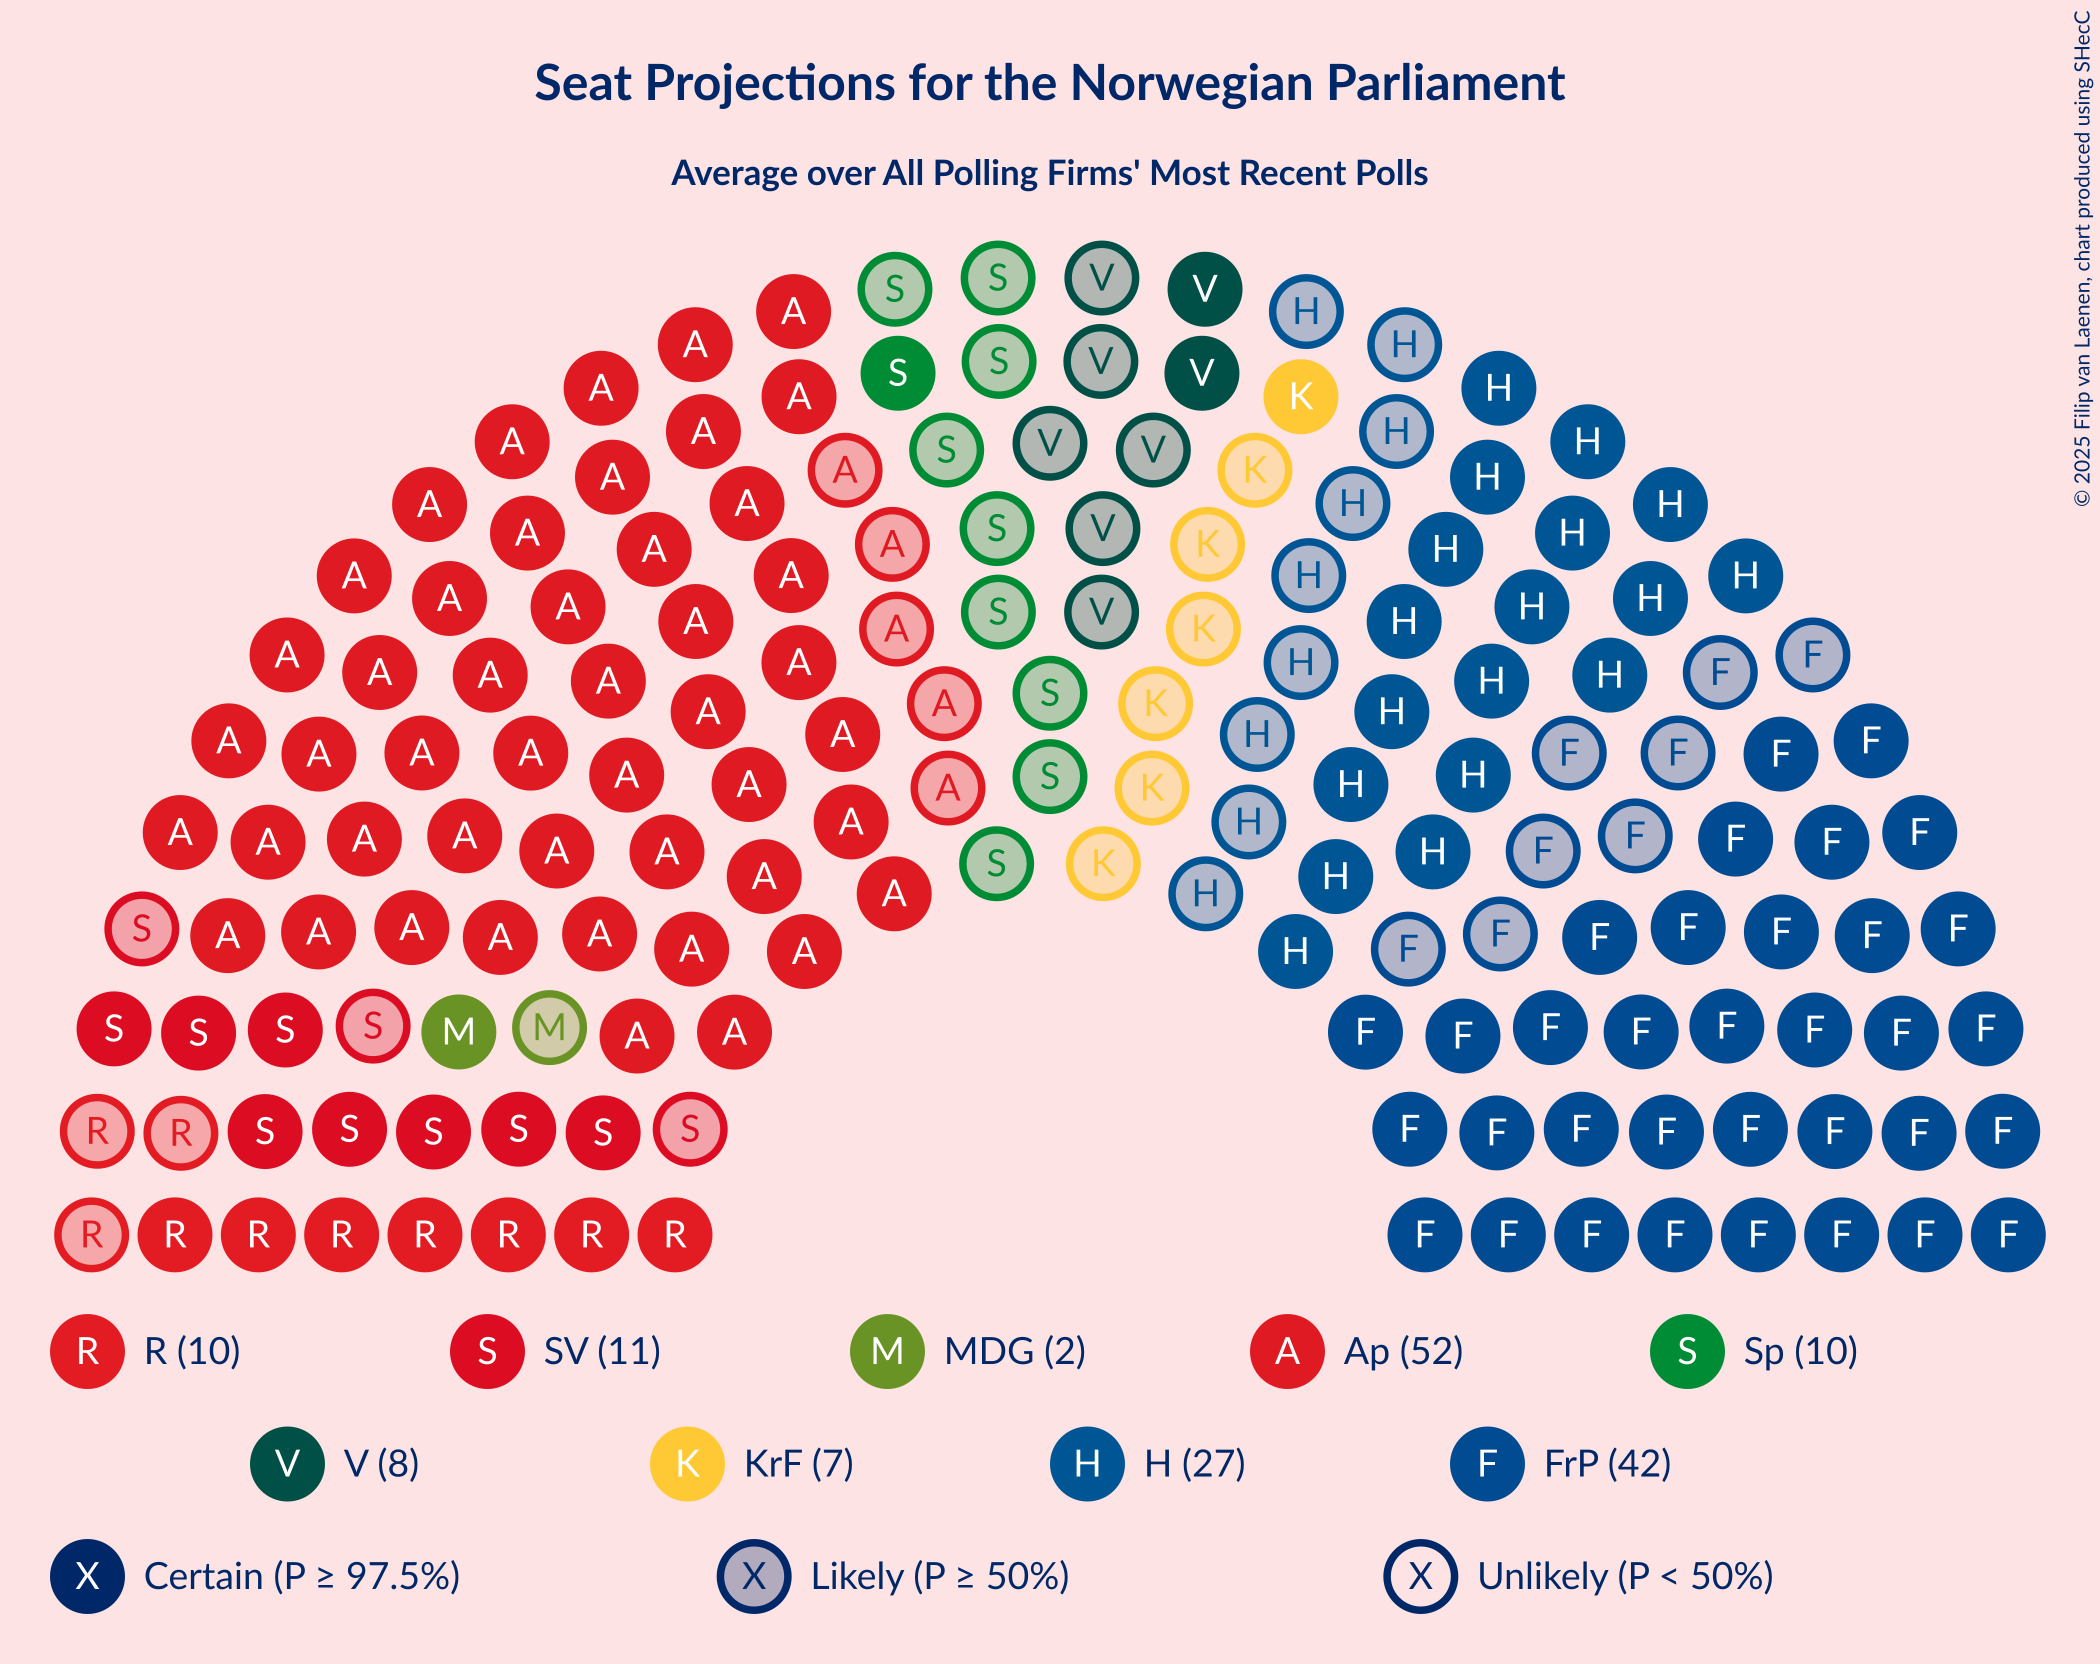 Seat Projections for the Norwegian Parliament
Average over All Polling Firms' Most Recent Polls
© 2025 Filip van Laenen, chart produced using SHecC
S S V V H H
A A S S V V K H H
A A A A S V V K H H H
A A A A A S V K H H H H
A A A A A A S V K H H H H H
A A A A A A S K H H H H F F
A A A A A A A S K H H H F F F F
A A A A A A A A S K H H H F F F F F
S A A A A A A A H H F F F F F F F
S S S S M M A A F F F F F F F F
R R S S S S S S F F F F F F F F
R R R R R R R R F F F F F F F F
R R (10) S SV (11) M MDG (2) A Ap (52) S Sp (10)
V V (8) K KrF (7) H H (27) F FrP (42)
X Certain (P ≥ 97.5%) X Likely (P ≥ 50%) X Unlikely (P < 50%)